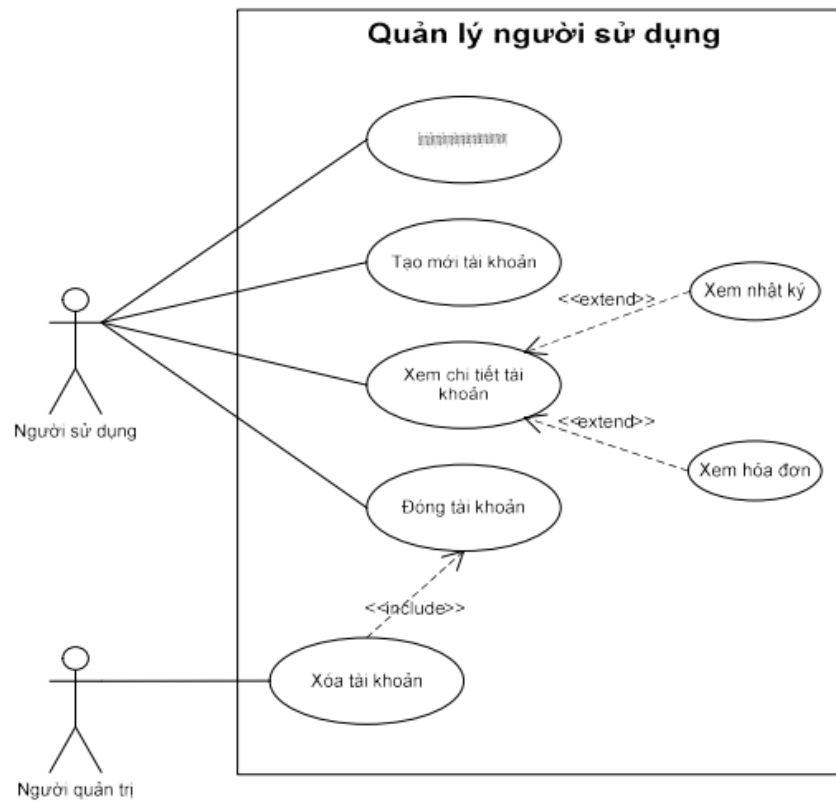 Quản lý người sử dụng
Tạo mới tài khoản
<<extend>>
Xem nhật ký
Xem chi tiết tài
khoản
<<extend>>
Xem hóa đơn
Người sử dụng
Đóng tài khoản
<<include>>
Xóa tài khoản
Người quản trị